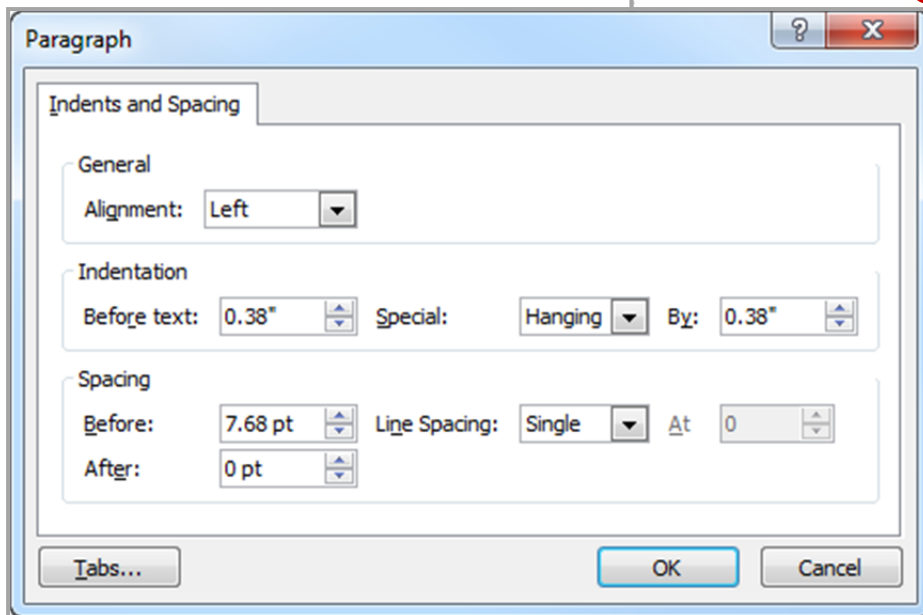 Paragraph
Indents and Spacing
General
Alignment: Left
Indentation
Before text: 0.38" Special: Hanging By: 0.38"
Spacing
Before: 7.68 pt Line Spacing: Single At 0
After: 0 pt
Tabs... OK Cancel